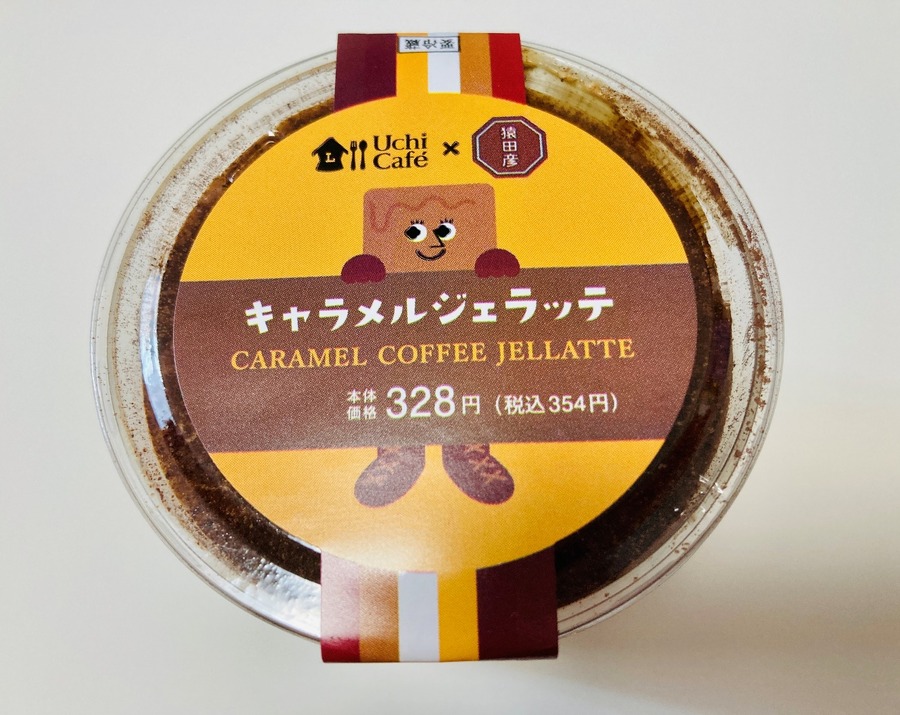 要冷蔵
L
Uchi
Café
×
猿
田
彦
キャラメルジェラッテ
CARAMEL COFFEE JELLATTE
本体
価格 328円 (税込354円)